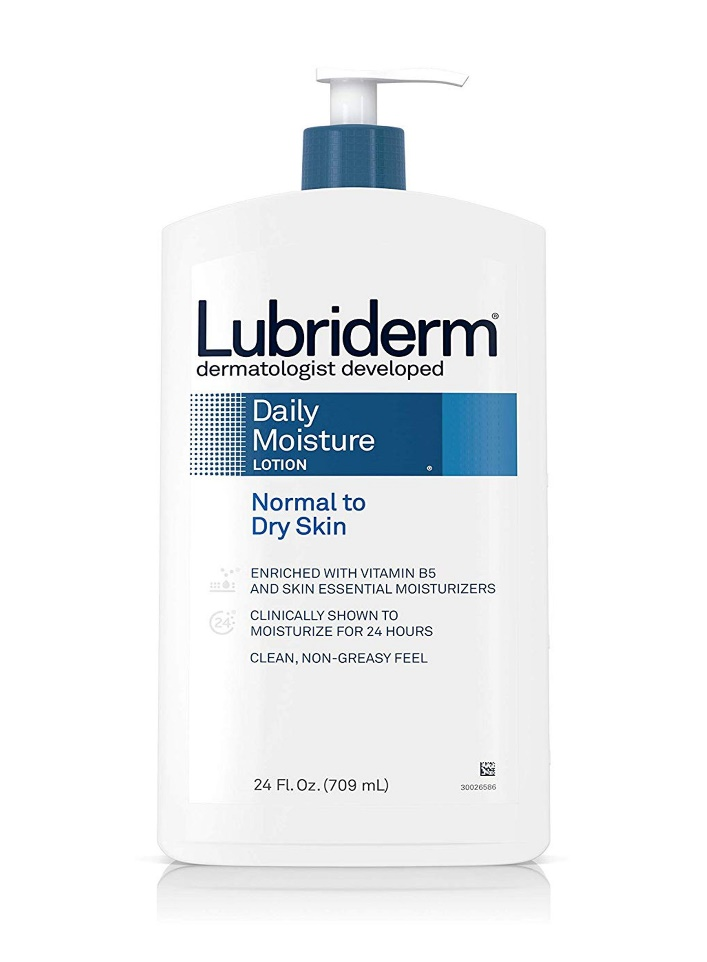 Lubriderm®
dermatologist developed
Daily
Moisture
LOTION
Normal to
Dry Skin
ENRICHED WITH VITAMIN B5
AND SKIN ESSENTIAL MOISTURIZERS
24
CLINICALLY SHOWN TO
MOISTURIZE FOR 24 HOURS
CLEAN, NON-GREASY FEEL
24 Fl. Oz. (709 mL)
30026586